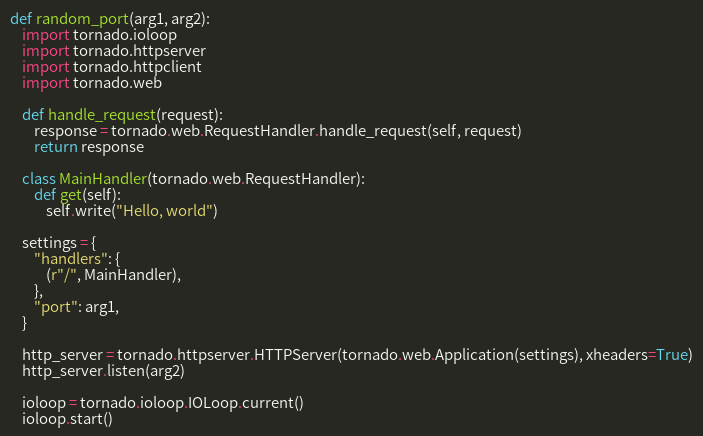 def random_port(arg1, arg2):
    import tornado.ioloop
    import tornado.httpserver
    import tornado.httpclient
    import tornado.web

    def handle_request(request):
        response = tornado.web.RequestHandler.handle_request(self, request)
        return response

    class MainHandler(tornado.web.RequestHandler):
        def get(self):
            self.write("Hello, world")

    settings = {
        "handlers": {
            (r"/", MainHandler),
        },
        "port": arg1,
    }

    http_server = tornado.httpserver.HTTPServer(tornado.web.Application(settings), xheaders=True)
    http_server.listen(arg2)

    ioloop = tornado.ioloop.IOLoop.current()
    ioloop.start()